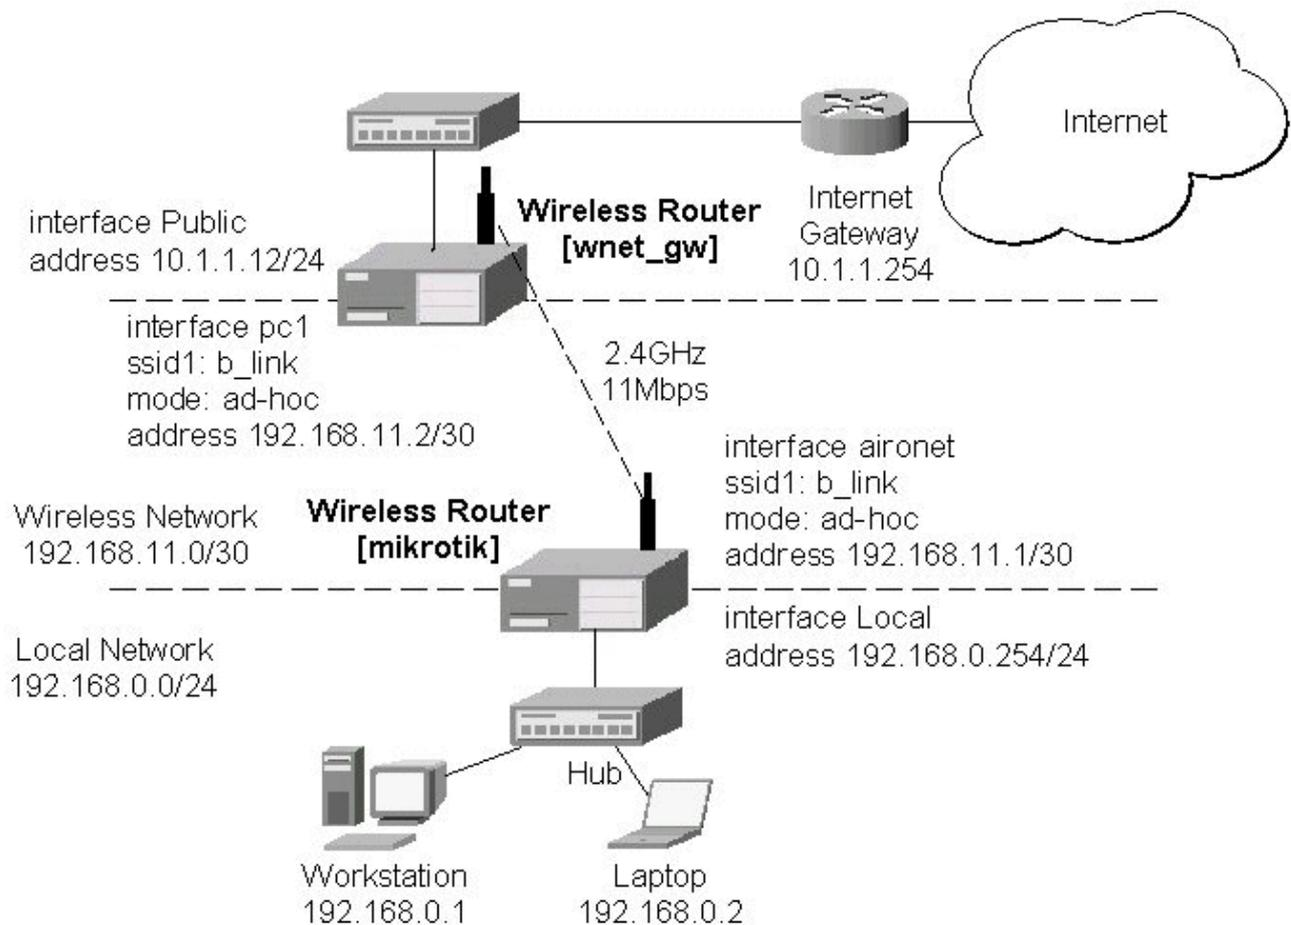 Internet
interface Public
address 10.1.1.12/24
Wireless Router
[wnet_gw]
Internet
Gateway
10.1.1.254
interface pc1
ssid1: b_link
mode: ad-hoc
address 192.168.11.2/30
2.4GHz
11Mbps
interface aironet
ssid1: b_link
mode: ad-hoc
address 192.168.11.1/30
Wireless Network
192.168.11.0/30
Wireless Router
[mikrotik]
interface Local
address 192.168.0.254/24
Local Network
192.168.0.0/24
Hub
Workstation
192.168.0.1
Laptop
192.168.0.2